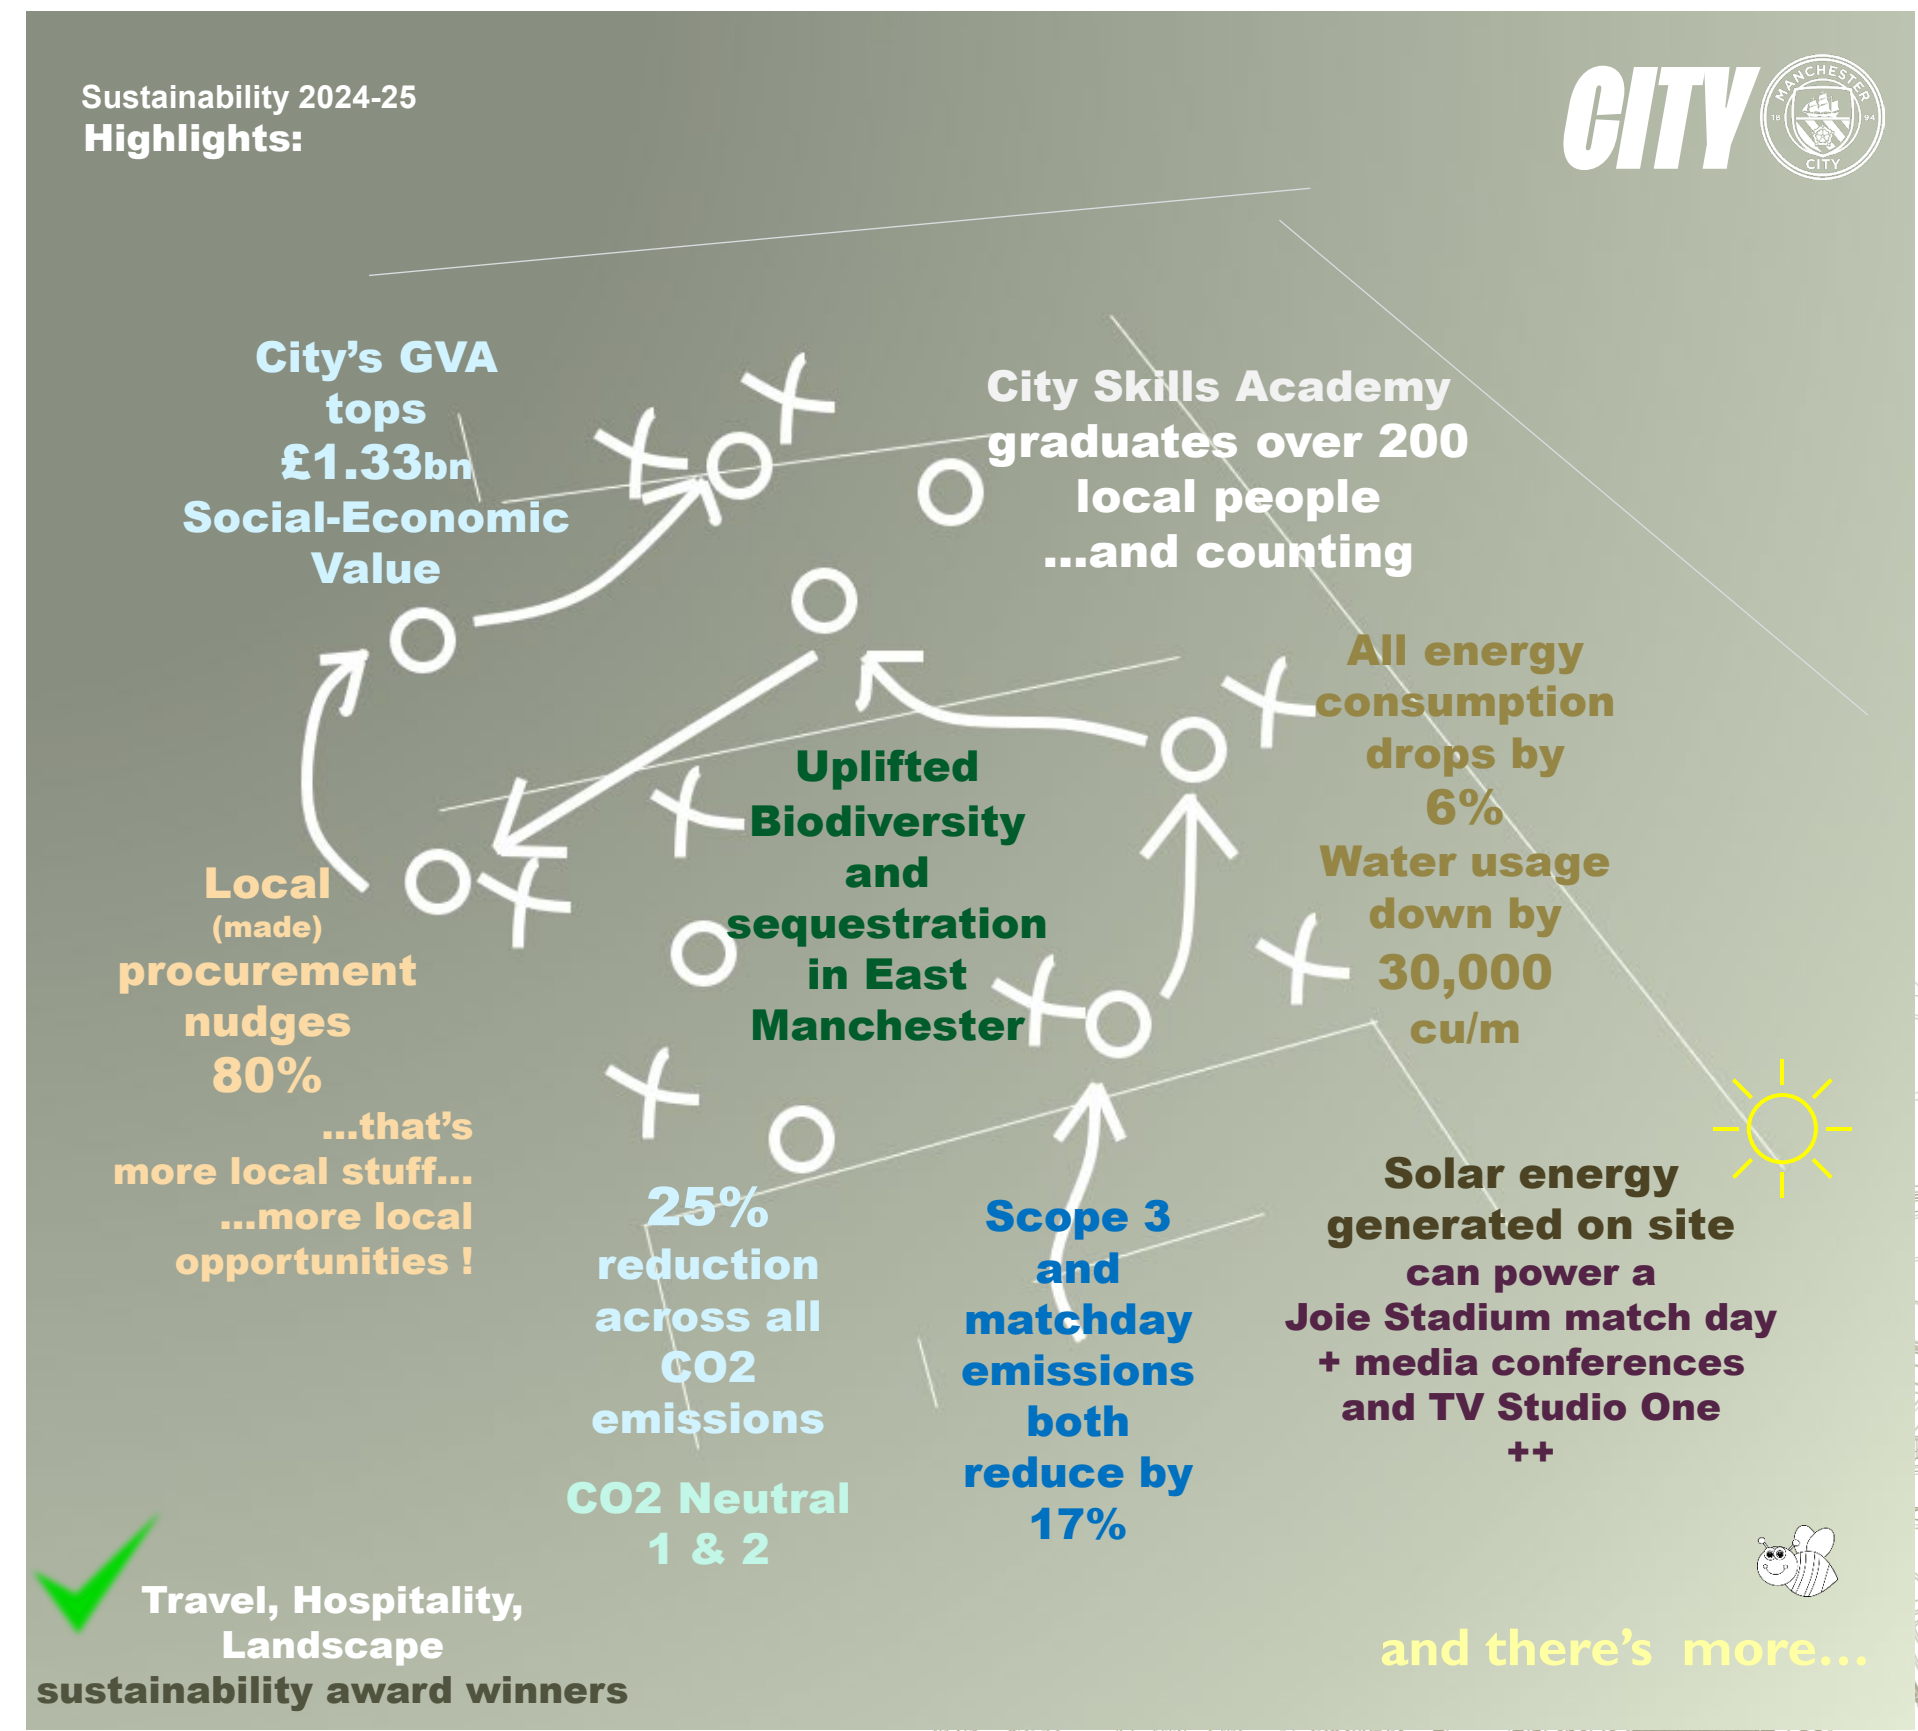 Sustainability 2024-25
Highlights:
CITY
MANCHESTER
18 94
CITY
City's GVA
tops
£1.33bn
Social-Economic
Value
City Skills Academy
graduates over 200
local people
...and counting
All energy
consumption
drops by
6%
Water usage
down by
30,000
cu/m
Uplifted
Biodiversity
and
sequestration
in East
Manchester
Local
(made)
procurement
nudges
80%
...that's
more local stuff...
...more local
opportunities !
25%
reduction
across all
CO2
emissions
CO2 Neutral
1 & 2
Scope 3
and
matchday
emissions
both
reduce by
17%
Solar energy
generated on site
can power a
Joie Stadium match day
+ media conferences
and TV Studio One
++
Travel, Hospitality,
Landscape
sustainability award winners
and there's  more...